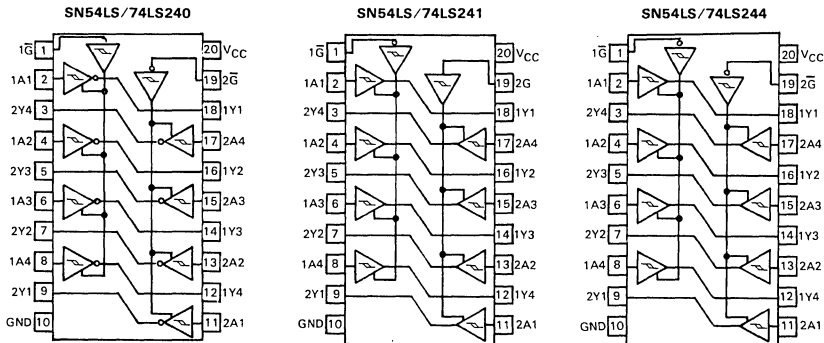 SN54LS/74LS240
1G̅ 1
20 VCC
1A1 2
19 2G̅
2Y4 3
18 1Y1
1A2 4
17 2A4
2Y3 5
16 1Y2
1A3 6
15 2A3
2Y2 7
14 1Y3
1A4 8
13 2A2
2Y1 9
12 1Y4
GND 10
11 2A1
SN54LS/74LS241
1G̅ 1
20 VCC
1A1 2
19 2G
2Y4 3
18 1Y1
1A2 4
17 2A4
2Y3 5
16 1Y2
1A3 6
15 2A3
2Y2 7
14 1Y3
1A4 8
13 2A2
2Y1 9
12 1Y4
GND 10
11 2A1
SN54LS/74LS244
1G̅ 1
20 VCC
1A1 2
19 2G̅
2Y4 3
18 1Y1
1A2 4
17 2A4
2Y3 5
16 1Y2
1A3 6
15 2A3
2Y2 7
14 1Y3
1A4 8
13 2A2
2Y1 9
12 1Y4
GND 10
11 2A1